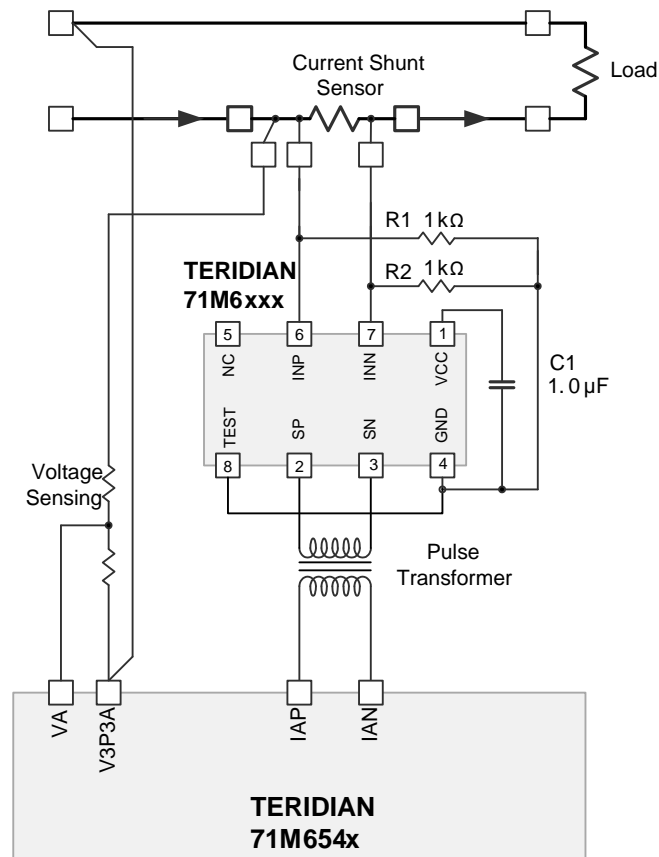 Current Shunt
Sensor
Load
R1 1kΩ
R2 1kΩ
TERIDIAN
71M6xxx
5
6
7
1
NC
INP
INN
VCC
C1
1.0µF
TEST
SP
SN
GND
8
2
3
4
Voltage
Sensing
Pulse
Transformer
VA
V3P3A
IAP
IAN
TERIDIAN
71M654x